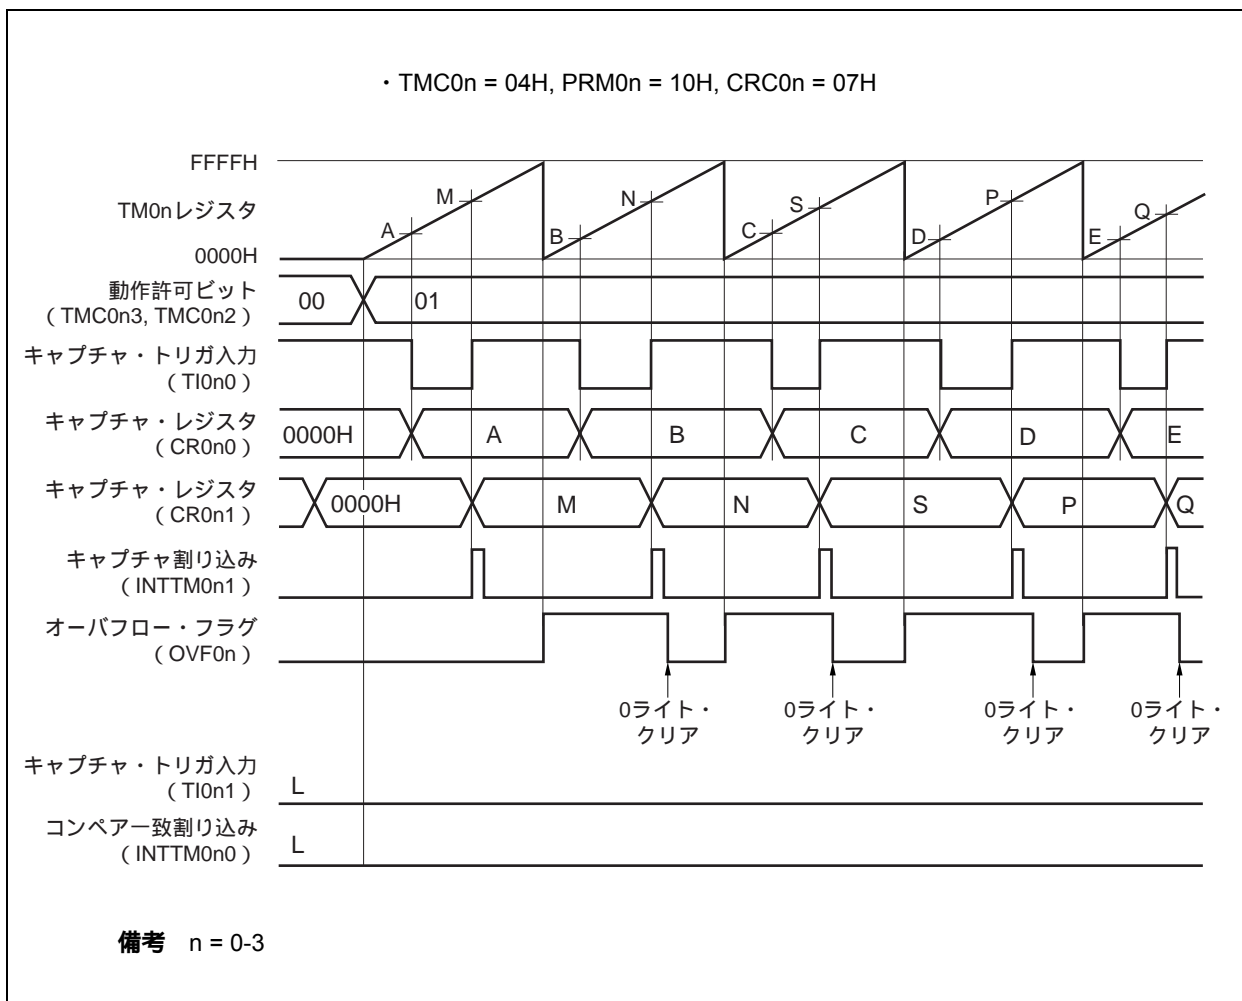 ・TMC0n = 04H, PRM0n = 10H, CRC0n = 07H
FFFFH
TM0nレジスタ
0000H
A
M
B
N
C
S
D
P
E
Q
動作許可ビット
（TMC0n3, TMC0n2）
00
01
キャプチャ・トリガ入力
（TI0n0）
キャプチャ・レジスタ
（CR0n0）
0000H
A
B
C
D
E
キャプチャ・レジスタ
（CR0n1）
0000H
M
N
S
P
Q
キャプチャ割り込み
（INTTM0n1）
オーバフロー・フラグ
（OVF0n）
0ライト・
クリア
0ライト・
クリア
0ライト・
クリア
0ライト・
クリア
キャプチャ・トリガ入力
（TI0n1）
L
コンペア一致割り込み
（INTTM0n0）
L
備考 n = 0-3